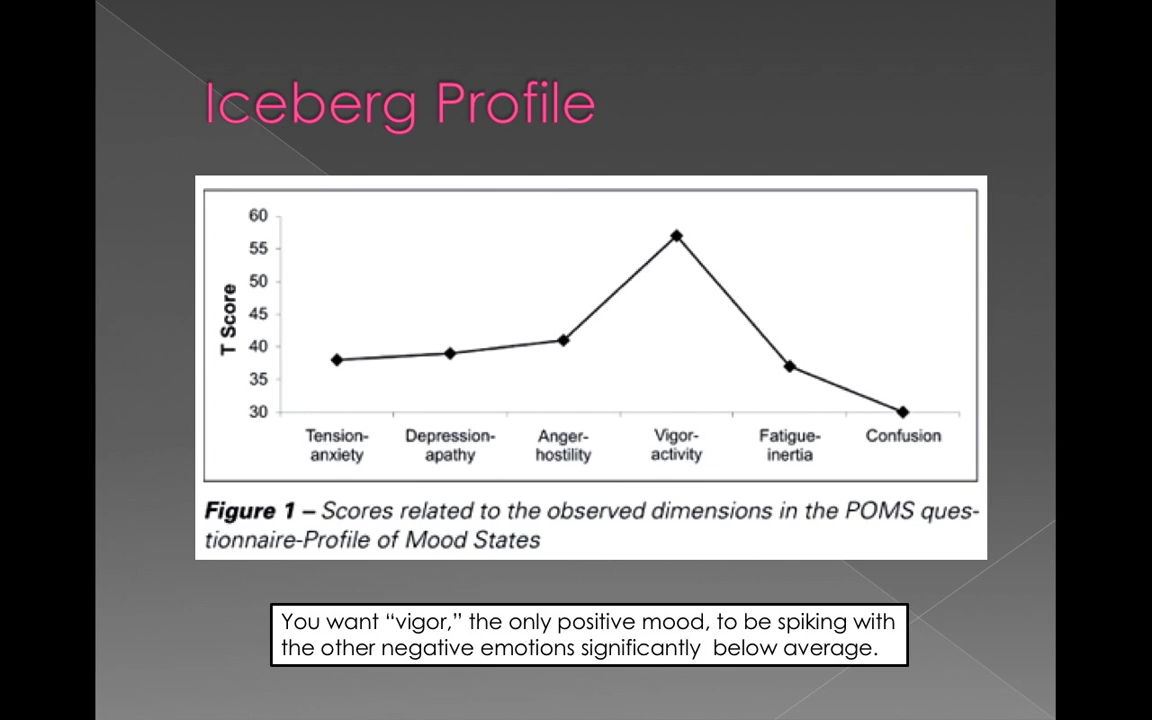 Iceberg Profile
60
55
50
45
40
35
30
T Score
Tension-
anxiety
Depression-
apathy
Anger-
hostility
Vigor-
activity
Fatigue-
inertia
Confusion
Figure 1 – Scores related to the observed dimensions in the POMS ques-
tionnaire-Profile of Mood States
You want “vigor,” the only positive mood, to be spiking with
the other negative emotions significantly  below average.